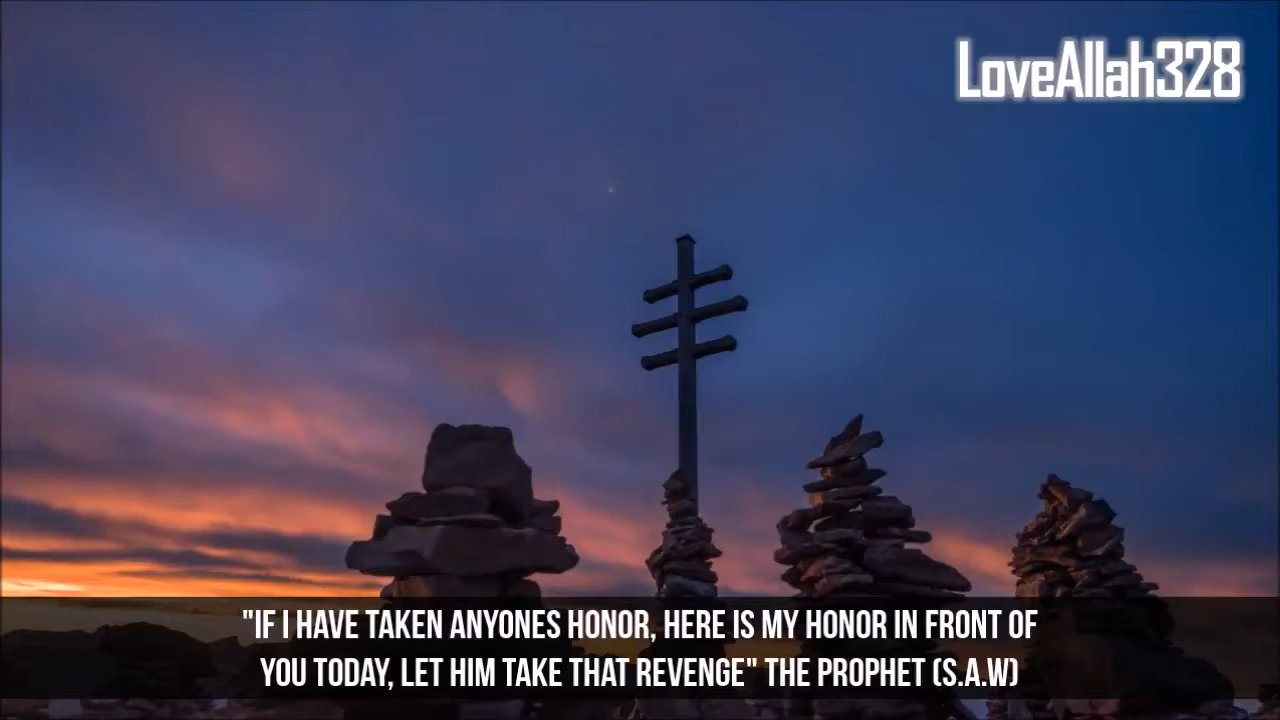 LoveAllah328
"IF I HAVE TAKEN ANYONES HONOR, HERE IS MY HONOR IN FRONT OF
YOU TODAY, LET HIM TAKE THAT REVENGE" THE PROPHET (S.A.W)